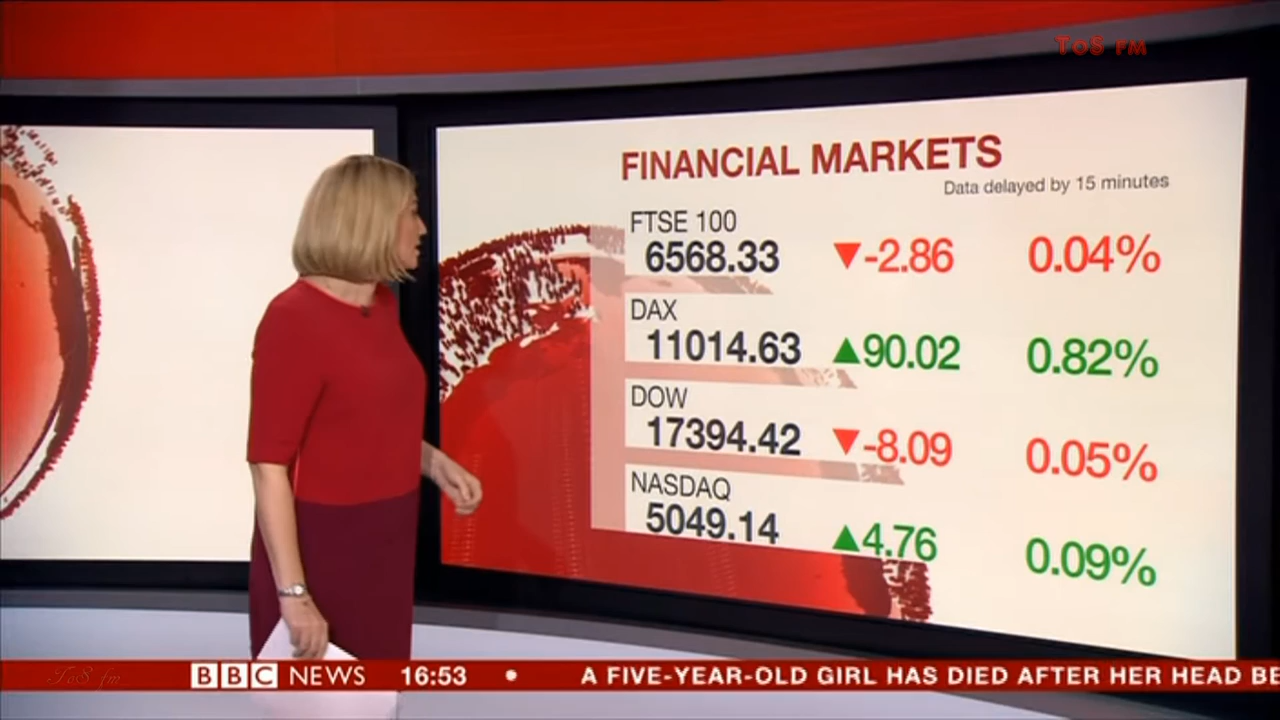 ToS fm
FINANCIAL MARKETS
Data delayed by 15 minutes
FTSE 100
6568.33 ▼-2.86 0.04%
DAX
11014.63 ▲90.02 0.82%
DOW
17394.42 ▼-8.09 0.05%
NASDAQ
5049.14 ▲4.76 0.09%
ToS fm BBC NEWS 16:53 • A FIVE-YEAR-OLD GIRL HAS DIED AFTER HER HEAD BE